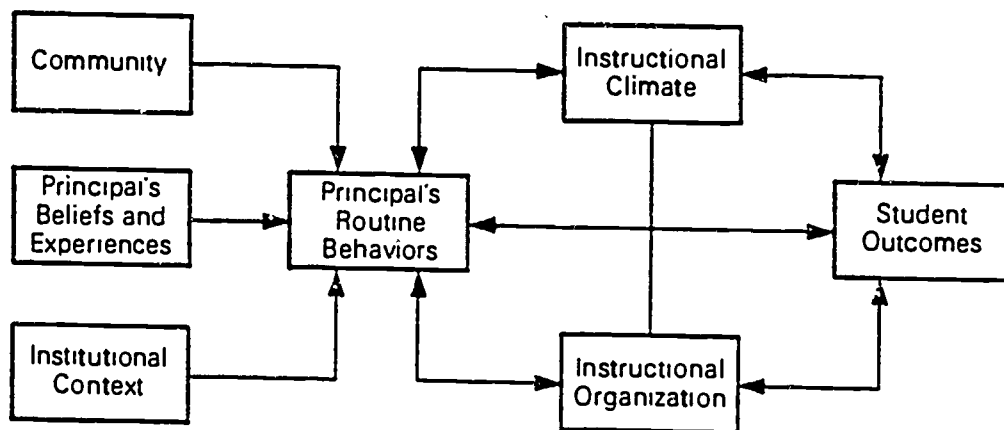 Community
Principal's
Beliefs and
Experiences
Institutional
Context
Principal's
Routine
Behaviors
Instructional
Climate
Instructional
Organization
Student
Outcomes